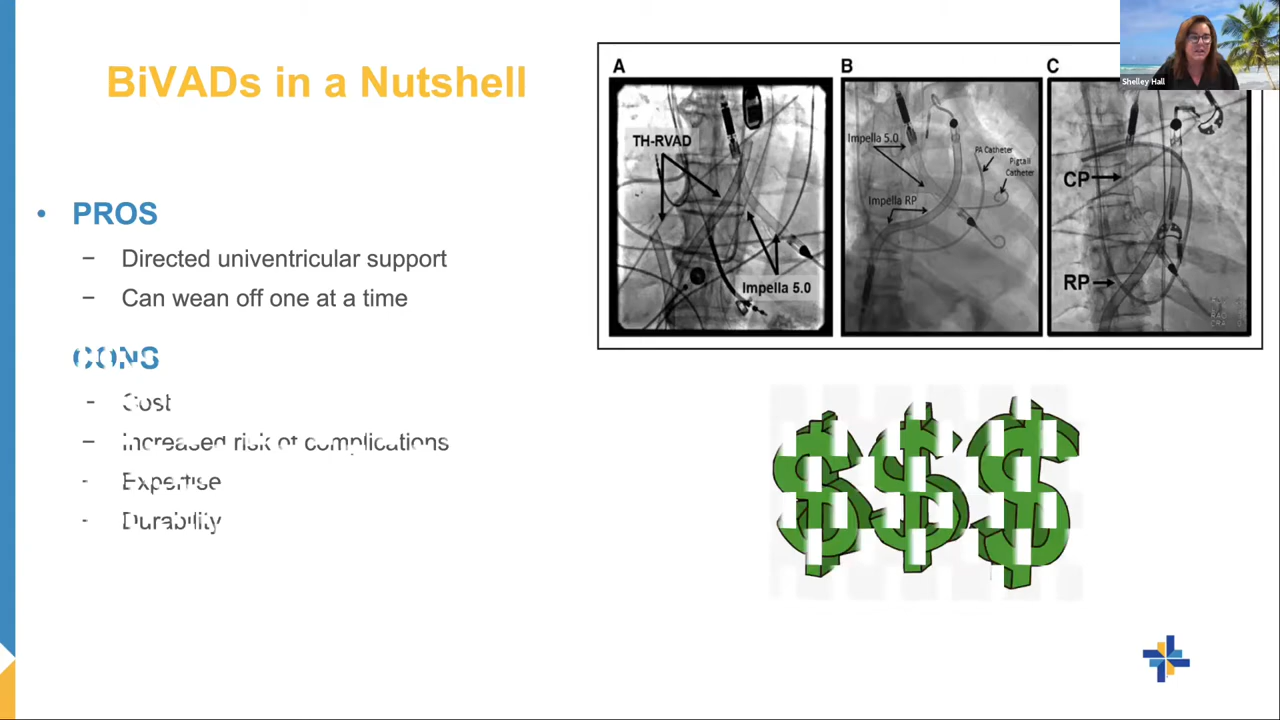 BiVADs in a Nutshell
• PROS
− Directed univentricular support
− Can wean off one at a time
CONS
- Cost
− Increased risk of complications
- Expertise
- Durability
A
TH-RVAD
Impella 5.0
B
Impella 5.0
PA Catheter
Pigtail
Catheter
Impella RP
C
CP
RP
Shelley Hall
$$$